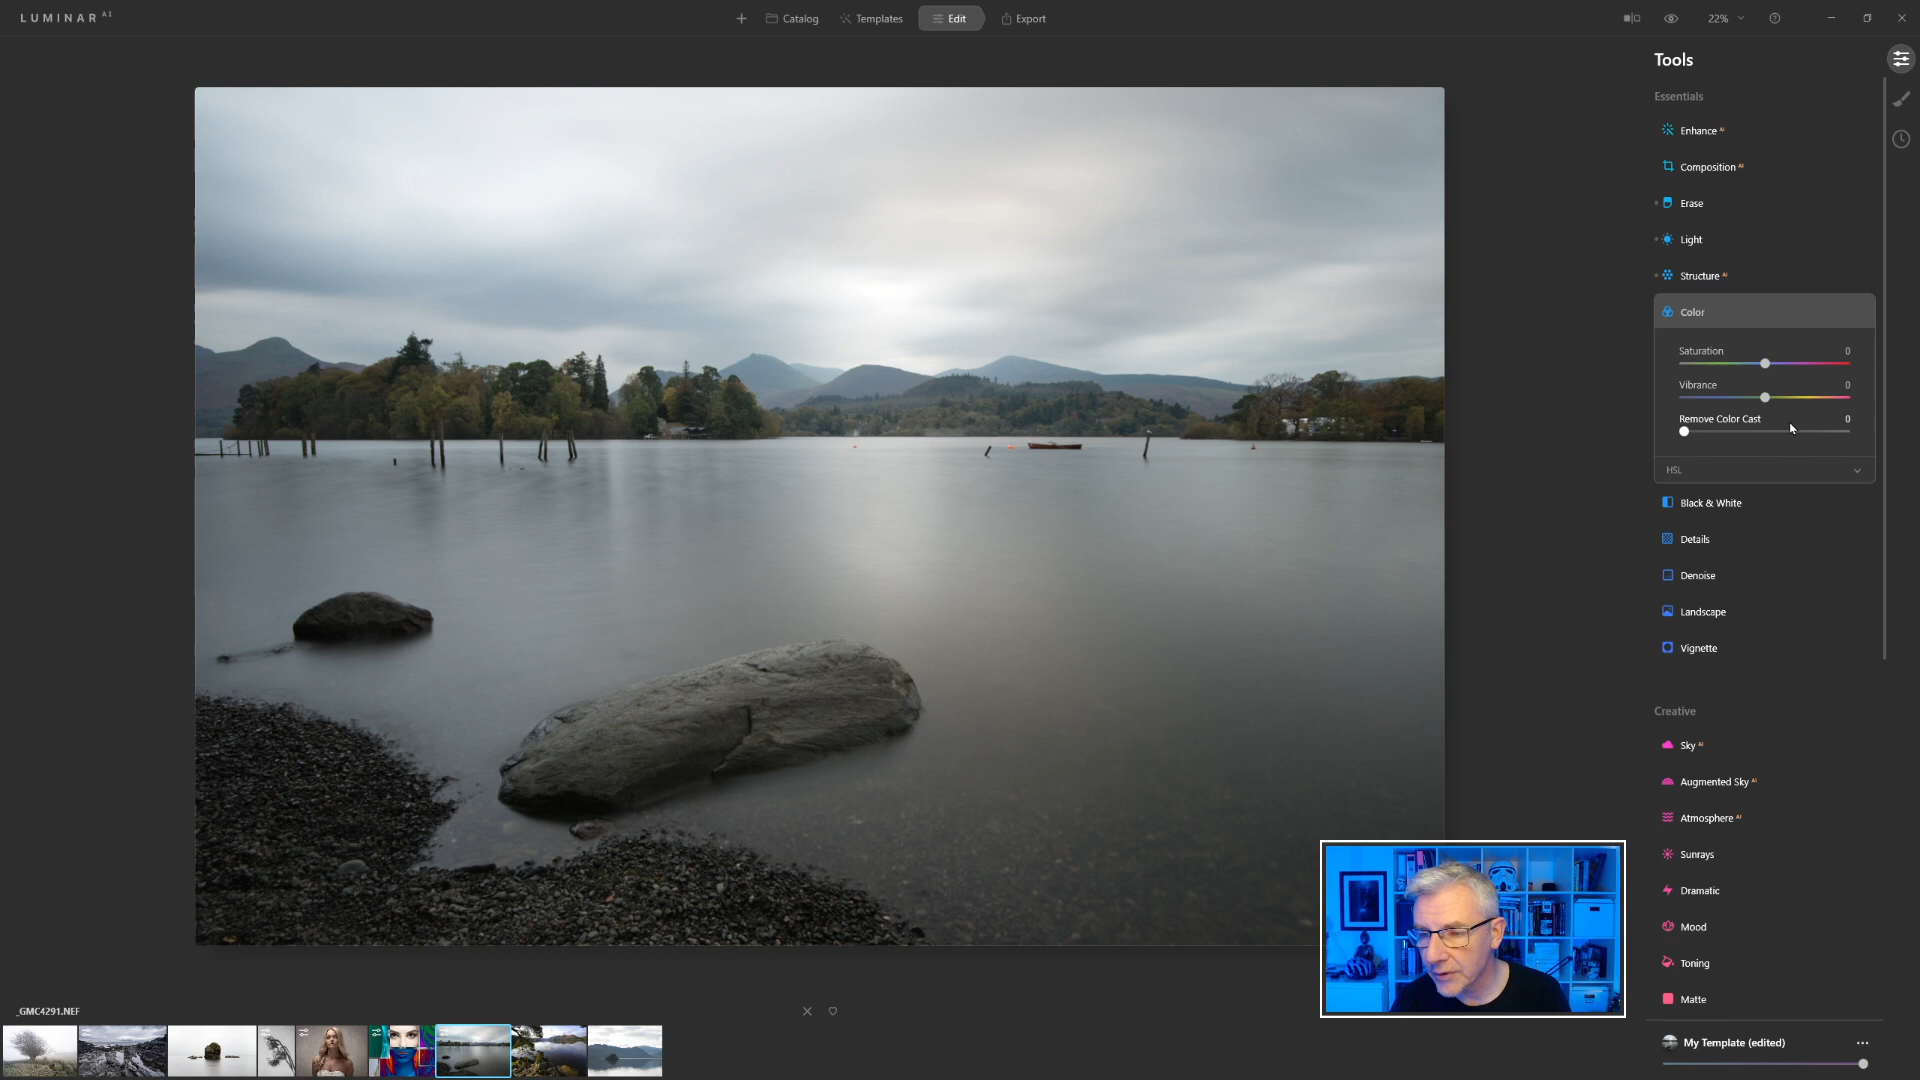 LUMINAR AI
Catalog
Templates
Edit
Export
22%
Tools
Essentials
Enhance AI
Composition AI
Erase
Light
Structure AI
Color
Saturation 0
Vibrance 0
Remove Color Cast 0
HSL
Black & White
Details
Denoise
Landscape
Vignette
Creative
Sky AI
Augmented Sky AI
Atmosphere AI
Sunrays
Dramatic
Mood
Toning
Matte
_GMC4291.NEF
My Template (edited)